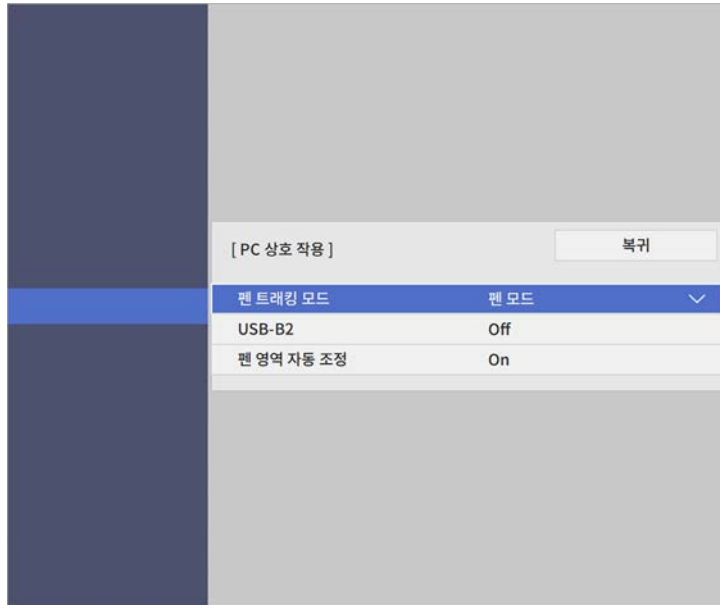 [ PC 상호 작용 ]
복귀
펜 트래킹 모드 펜 모드
USB-B2 Off
펜 영역 자동 조정 On